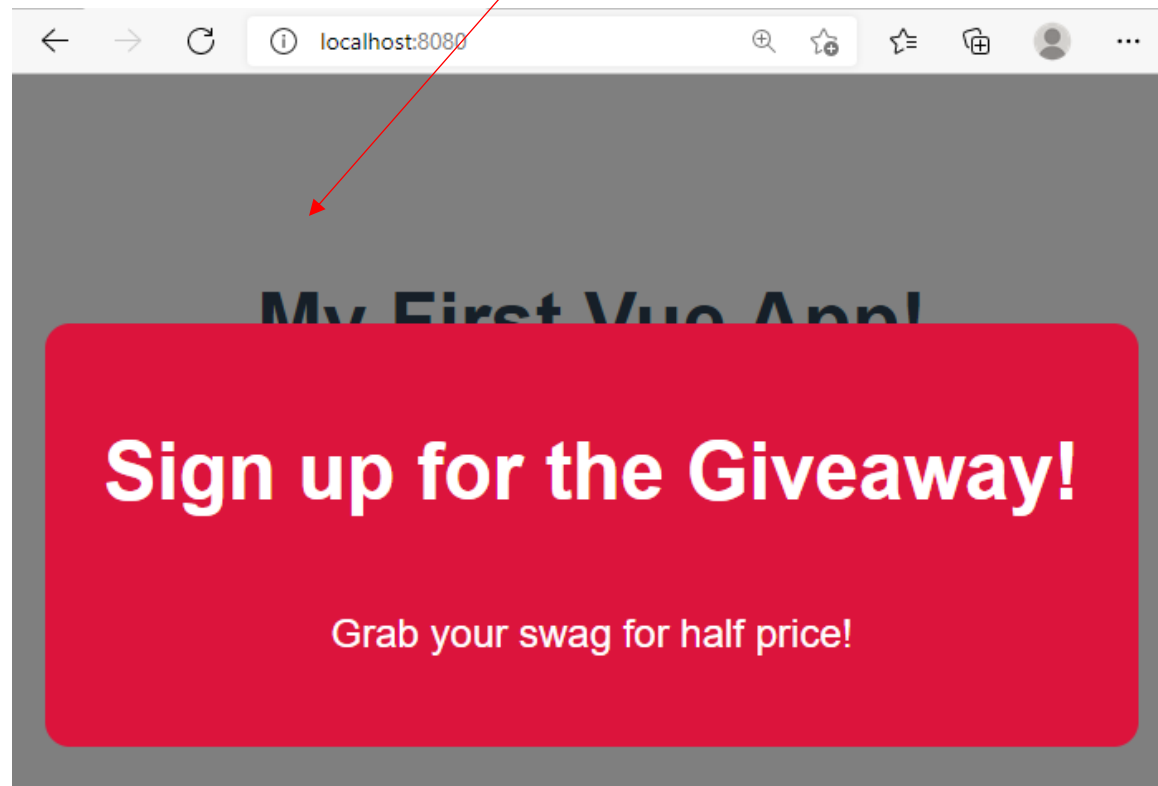 localhost:8080
My First Vue App!
Sign up for the Giveaway!
Grab your swag for half price!